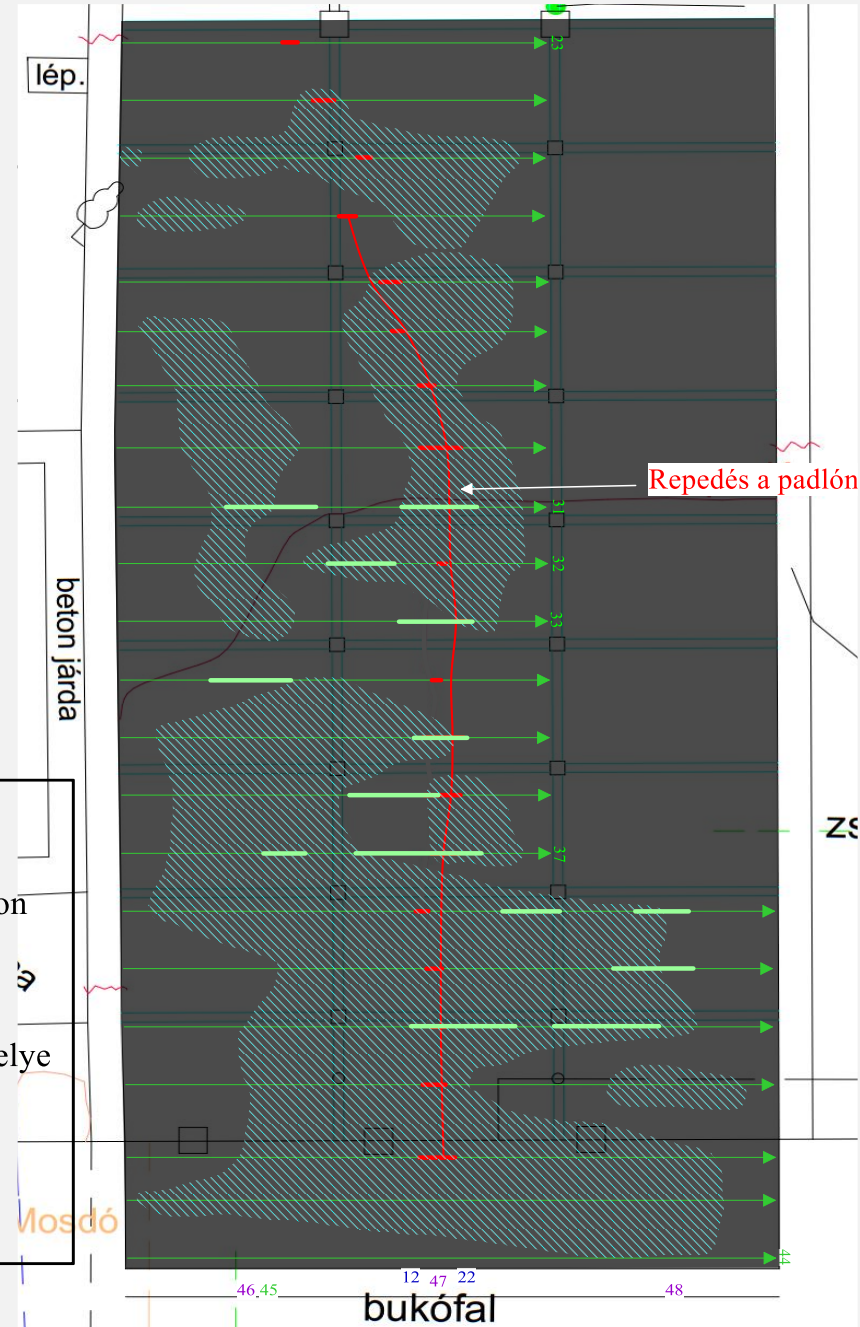 23
lép.
Repedés a padlón
31
32
beton járda
33
37
on
elye
Mosdó
44
12 47 22
46 45
48
bukófal